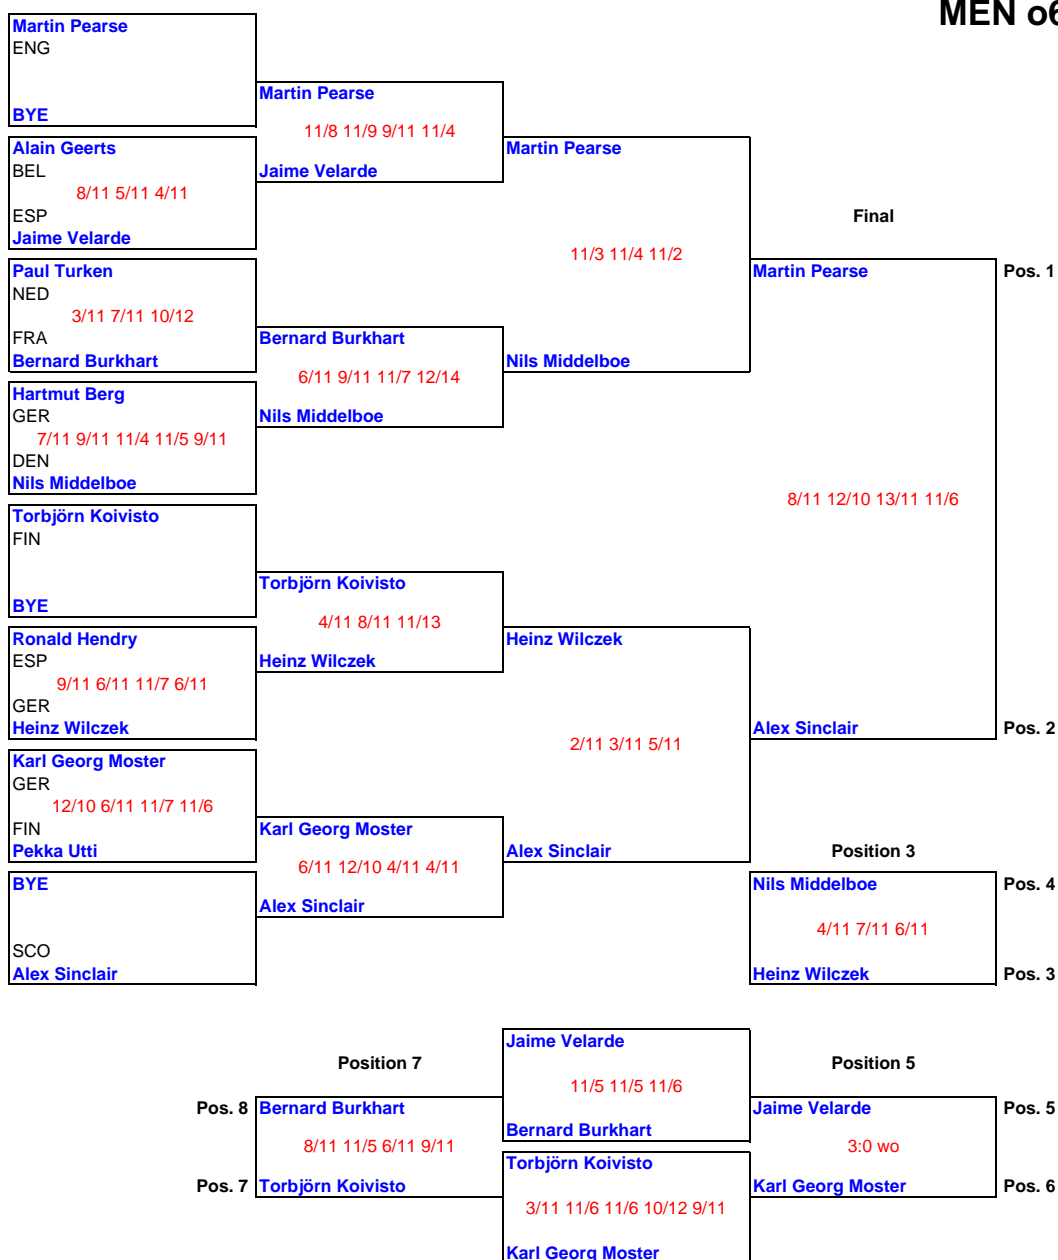 MEN o6
Martin Pearse
ENG
BYE
Martin Pearse
11/8 11/9 9/11 11/4
Jaime Velarde
Alain Geerts
BEL
8/11 5/11 4/11
ESP
Jaime Velarde
Martin Pearse
11/3 11/4 11/2
Nils Middelboe
Paul Turken
NED
3/11 7/11 10/12
FRA
Bernard Burkhart
Bernard Burkhart
6/11 9/11 11/7 12/14
Nils Middelboe
Hartmut Berg
GER
7/11 9/11 11/4 11/5 9/11
DEN
Nils Middelboe
Final
Martin Pearse Pos. 1
8/11 12/10 13/11 11/6
Alex Sinclair Pos. 2
Torbjörn Koivisto
FIN
BYE
Torbjörn Koivisto
4/11 8/11 11/13
Heinz Wilczek
Ronald Hendry
ESP
9/11 6/11 11/7 6/11
GER
Heinz Wilczek
Heinz Wilczek
2/11 3/11 5/11
Alex Sinclair
Karl Georg Moster
GER
12/10 6/11 11/7 11/6
FIN
Pekka Utti
Karl Georg Moster
6/11 12/10 4/11 4/11
Alex Sinclair
BYE
SCO
Alex Sinclair
Position 3
Nils Middelboe Pos. 4
4/11 7/11 6/11
Heinz Wilczek Pos. 3
Position 7
Pos. 8 Bernard Burkhart
8/11 11/5 6/11 9/11
Pos. 7 Torbjörn Koivisto
Jaime Velarde
11/5 11/5 11/6
Bernard Burkhart
Torbjörn Koivisto
3/11 11/6 11/6 10/12 9/11
Karl Georg Moster
Position 5
Jaime Velarde Pos. 5
3:0 wo
Karl Georg Moster Pos. 6